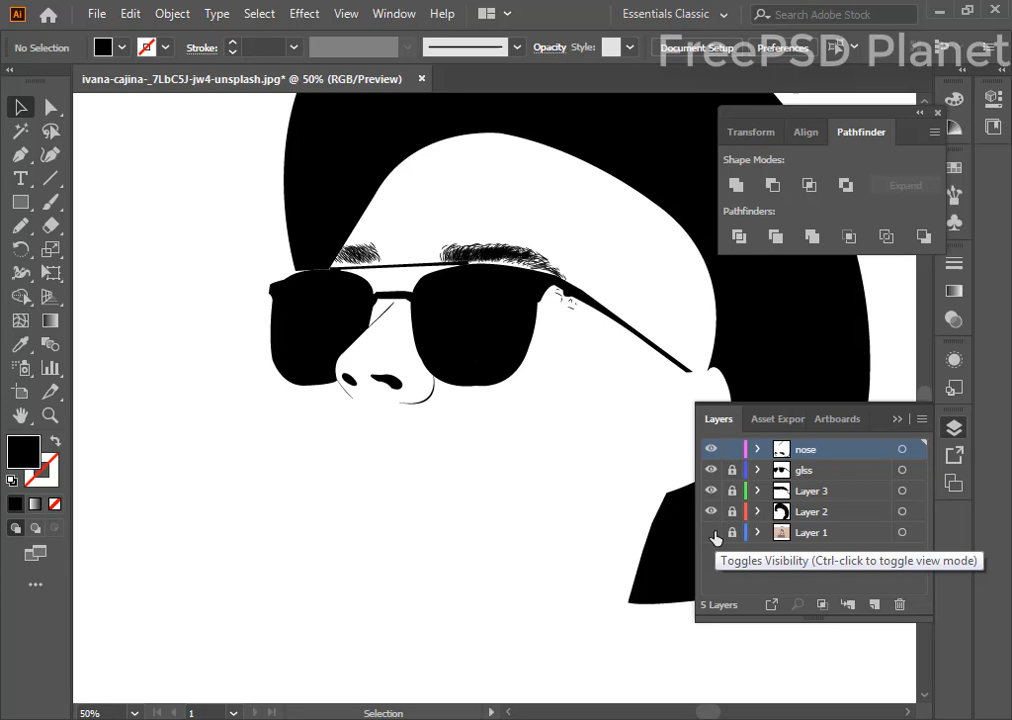 Ai File Edit Object Type Select Effect View Window Help Essentials Classic Search Adobe Stock
No Selection Stroke: Opacity Style: Document Setup Preferences
FreePSD Planet
ivana-cajina-_7LbC5J-jw4-unsplash.jpg* @ 50% (RGB/Preview)
Transform Align Pathfinder
Shape Modes:
Expand
Pathfinders:
Layers Asset Expor Artboards
nose
glss
Layer 3
Layer 2
Layer 1
Toggles Visibility (Ctrl-click to toggle view mode)
5 Layers
50% 1 Selection